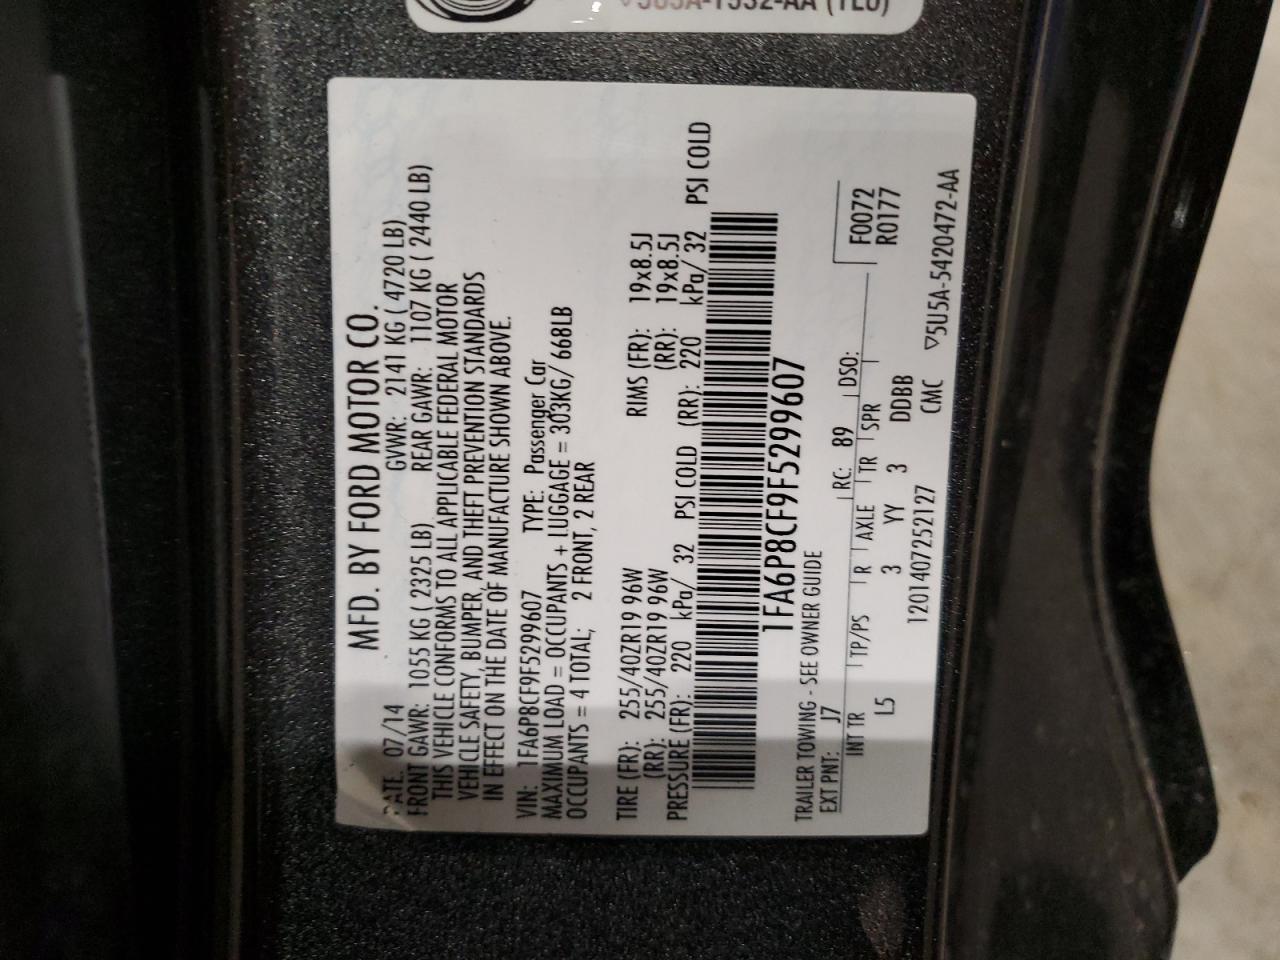 5U5A-1532-AA (TEO)
MFD. BY FORD MOTOR CO.
DATE. 07/14 GVWR: 2141 KG ( 4720 LB)
FRONT GAWR: 1055 KG ( 2325 LB) REAR GAWR: 1107 KG ( 2440 LB)
THIS VEHICLE CONFORMS TO ALL APPLICABLE FEDERAL MOTOR
VEHICLE SAFETY, BUMPER, AND THEFT PREVENTION STANDARDS
IN EFFECT ON THE DATE OF MANUFACTURE SHOWN ABOVE.
VIN: 1FA6P8CF9F5299607 TYPE: Passenger Car
MAXIMUM LOAD = OCCUPANTS + LUGGAGE = 303KG/ 668LB
OCCUPANTS = 4 TOTAL; 2 FRONT, 2 REAR
TIRE (FR): 255/40ZR19 96W RIMS (FR): 19x8.5J
(RR): 255/40ZR19 96W (RR): 19x8.5J
PRESSURE (FR): 220 kPa/ 32 PSI COLD (RR): 220 kPa/ 32 PSI COLD
1FA6P8CF9F5299607
TRAILER TOWING - SEE OWNER GUIDE
EXT PNT: J7 RC: 89 DSO:
INT TR TP/PS R AXLE TR SPR F0072
L5 3 YY 3 DDBB R0177
1201407252127 CMC ▽5U5A-5420472-AA